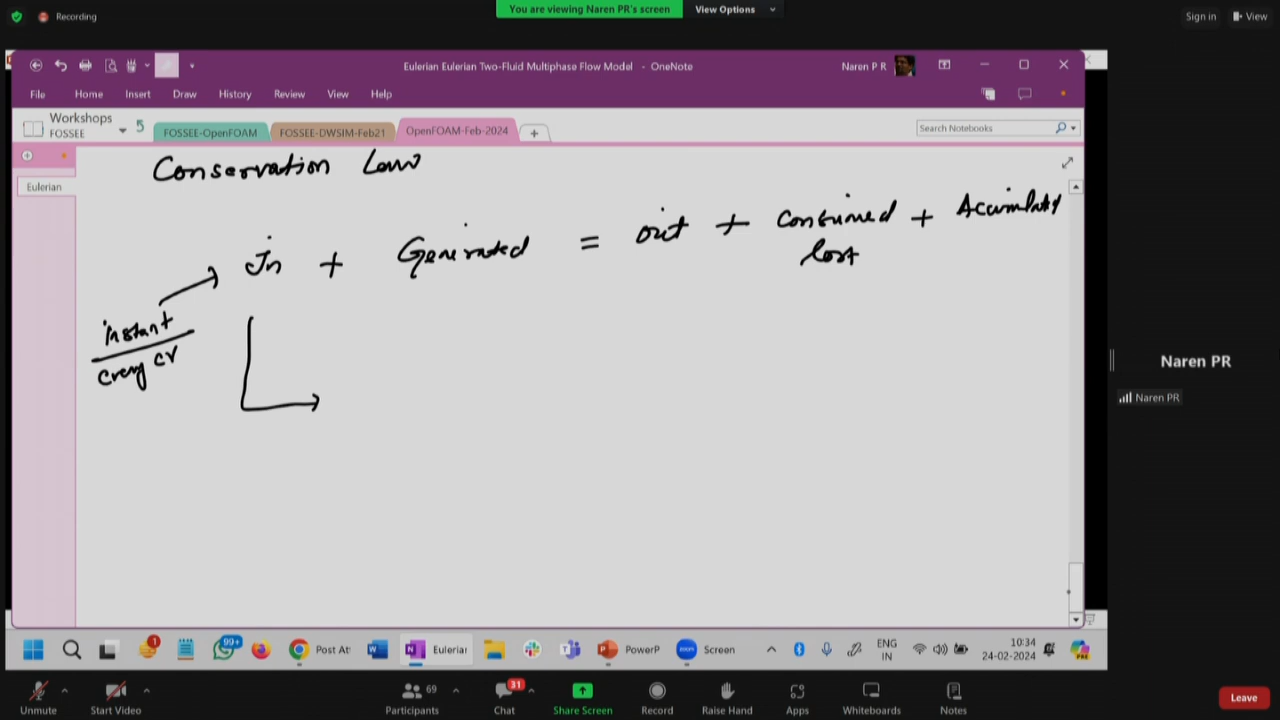 Recording
You are viewing Naren PR's screen
View Options
Sign in
View
Eulerian Eulerian Two-Fluid Multiphase Flow Model - OneNote
Naren P R
File Home Insert Draw History Review View Help
Workshops
FOSSEE
FOSSEE-OpenFOAM
FOSSEE-DWSIM-Feb21
OpenFOAM-Feb-2024
Search Notebooks
Eulerian
Conservation Law
In + Generated = out + Consumed + Acumulated
lost
instant
every CV
Naren PR
Naren PR
1
99+
Post At
Eulerian
PowerP
Screen
ENG
IN
10:34
24-02-2024
Unmute
Start Video
69
Participants
31
Chat
Share Screen
Record
Raise Hand
Apps
Whiteboards
Notes
Leave